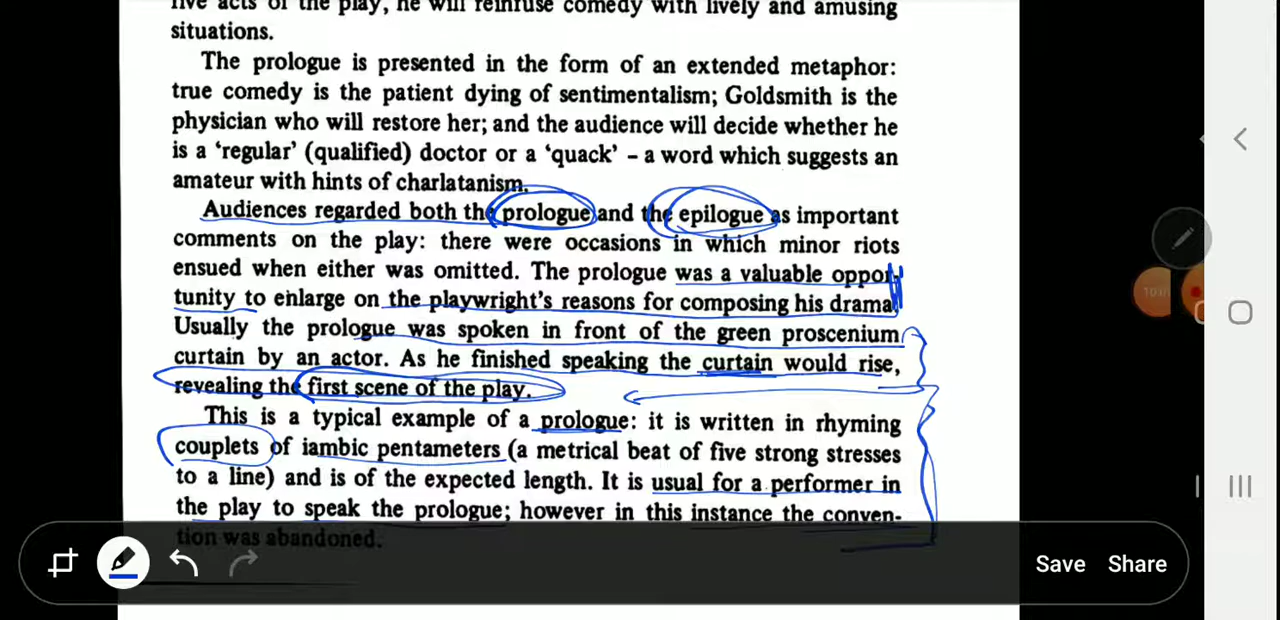 five acts of the play, he will reinfuse comedy with lively and amusing
situations.
The prologue is presented in the form of an extended metaphor:
true comedy is the patient dying of sentimentalism; Goldsmith is the
physician who will restore her; and the audience will decide whether he
is a ‘regular’ (qualified) doctor or a ‘quack’ – a word which suggests an
amateur with hints of charlatanism.
Audiences regarded both the prologue and the epilogue as important
comments on the play: there were occasions in which minor riots
ensued when either was omitted. The prologue was a valuable oppor-
tunity to enlarge on the playwright's reasons for composing his drama
Usually the prologue was spoken in front of the green proscenium
curtain by an actor. As he finished speaking the curtain would rise,
revealing the first scene of the play.
This is a typical example of a prologue: it is written in rhyming
couplets of iambic pentameters (a metrical beat of five strong stresses
to a line) and is of the expected length. It is usual for a performer in
the play to speak the prologue; however in this instance the conven-
tion was abandoned.
Save Share